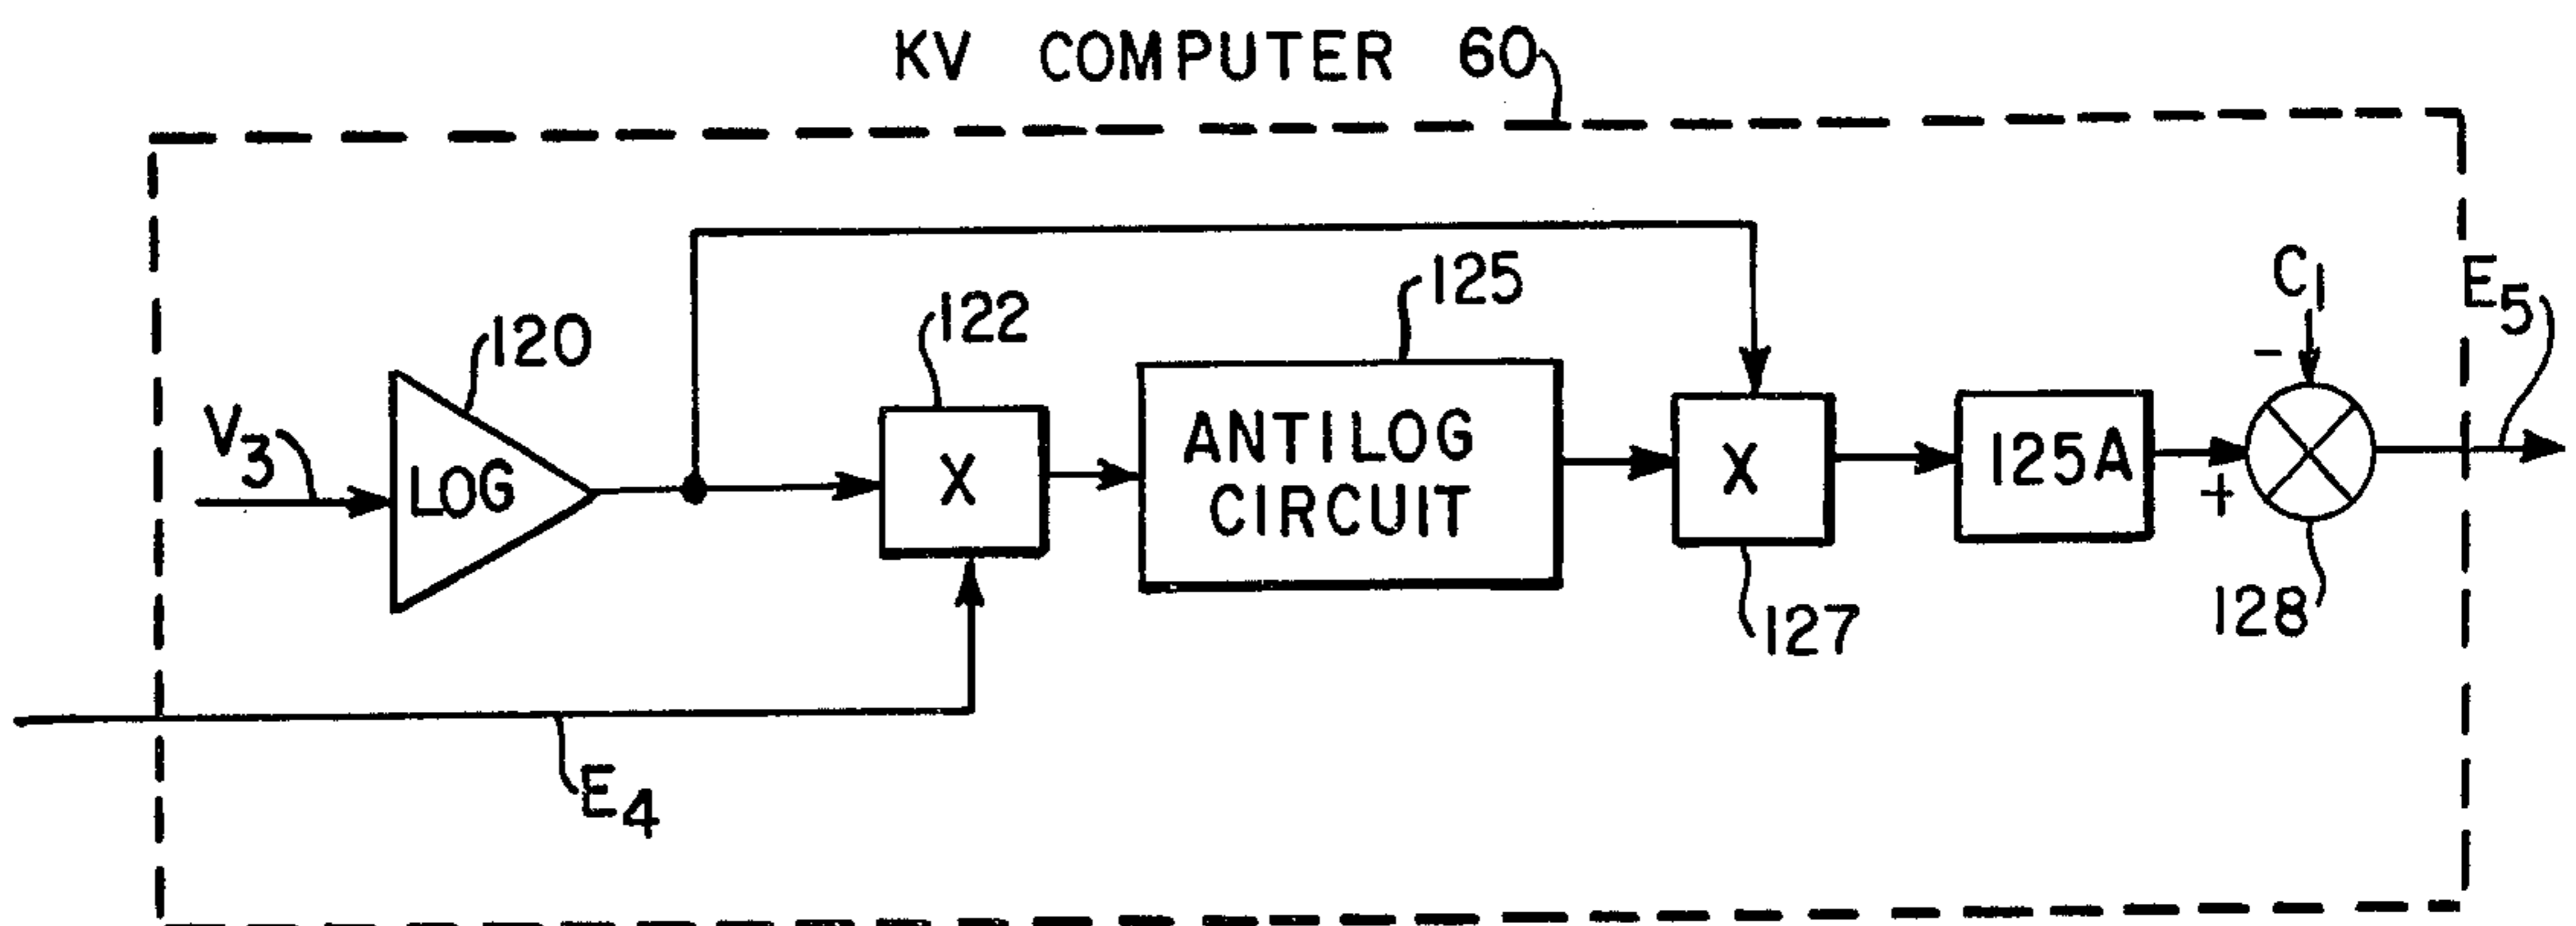 KV COMPUTER 60
120
V3
LOG
122
X
125
ANTILOG
CIRCUIT
X
127
125A
C1
-
+
128
E5
E4